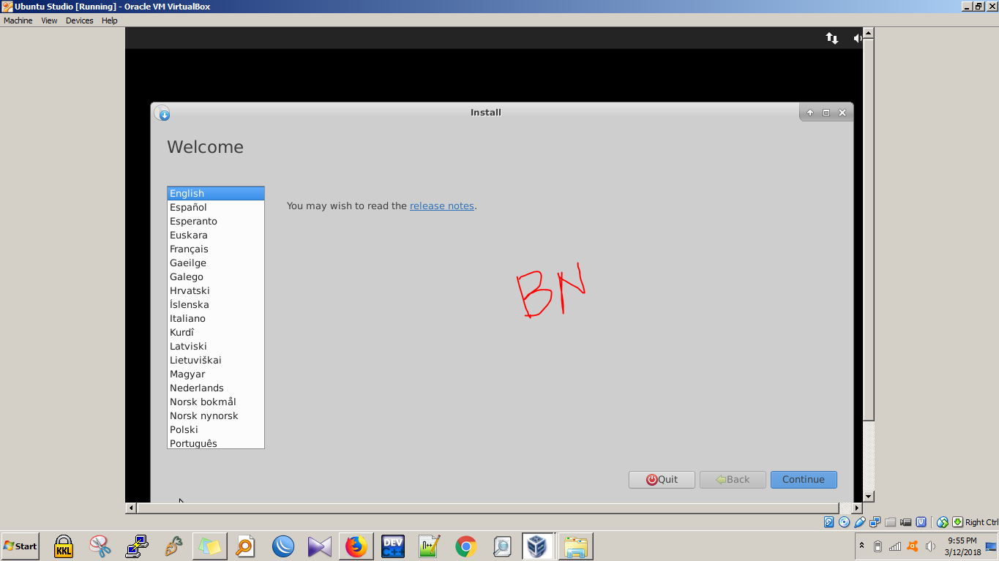 Ubuntu Studio [Running] - Oracle VM VirtualBox
Machine View Devices Help
Install
Welcome
English
Español
Esperanto
Euskara
Français
Gaeilge
Galego
Hrvatski
Íslenska
Italiano
Kurdî
Latviski
Lietuviškai
Magyar
Nederlands
Norsk bokmål
Norsk nynorsk
Polski
Português
You may wish to read the release notes.
BN
Quit Back Continue
Right Ctrl
Start
KKL
DEV C++
9:55 PM
3/12/2018